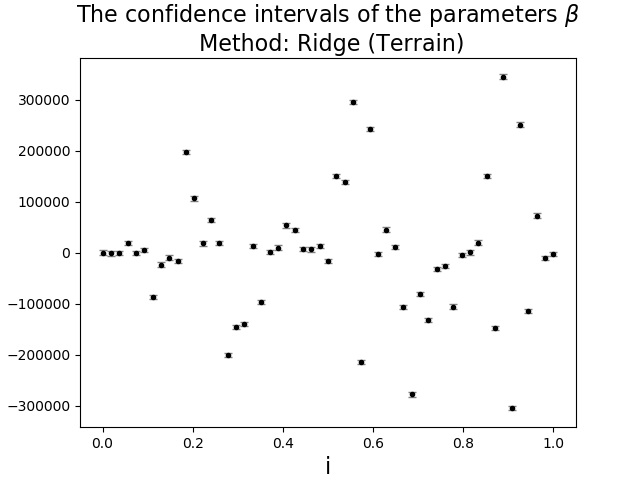 The confidence intervals of the parameters β
Method: Ridge (Terrain)
300000
200000
100000
0
−100000
−200000
−300000
0.0 0.2 0.4 0.6 0.8 1.0
i